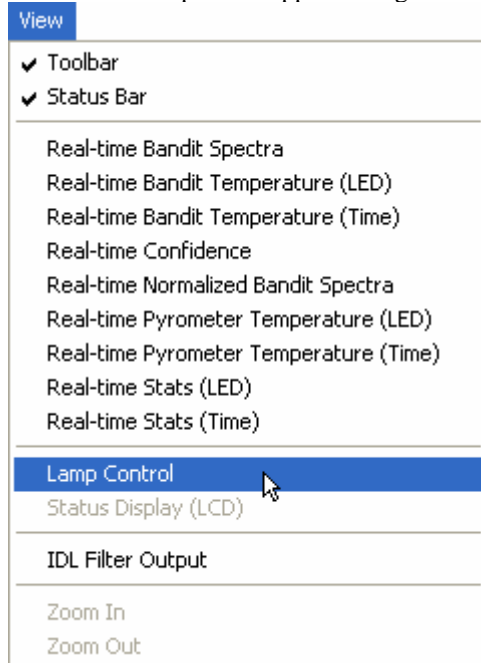 View
Toolbar
Status Bar
Real-time Bandit Spectra
Real-time Bandit Temperature (LED)
Real-time Bandit Temperature (Time)
Real-time Confidence
Real-time Normalized Bandit Spectra
Real-time Pyrometer Temperature (LED)
Real-time Pyrometer Temperature (Time)
Real-time Stats (LED)
Real-time Stats (Time)
Lamp Control
Status Display (LCD)
IDL Filter Output
Zoom In
Zoom Out